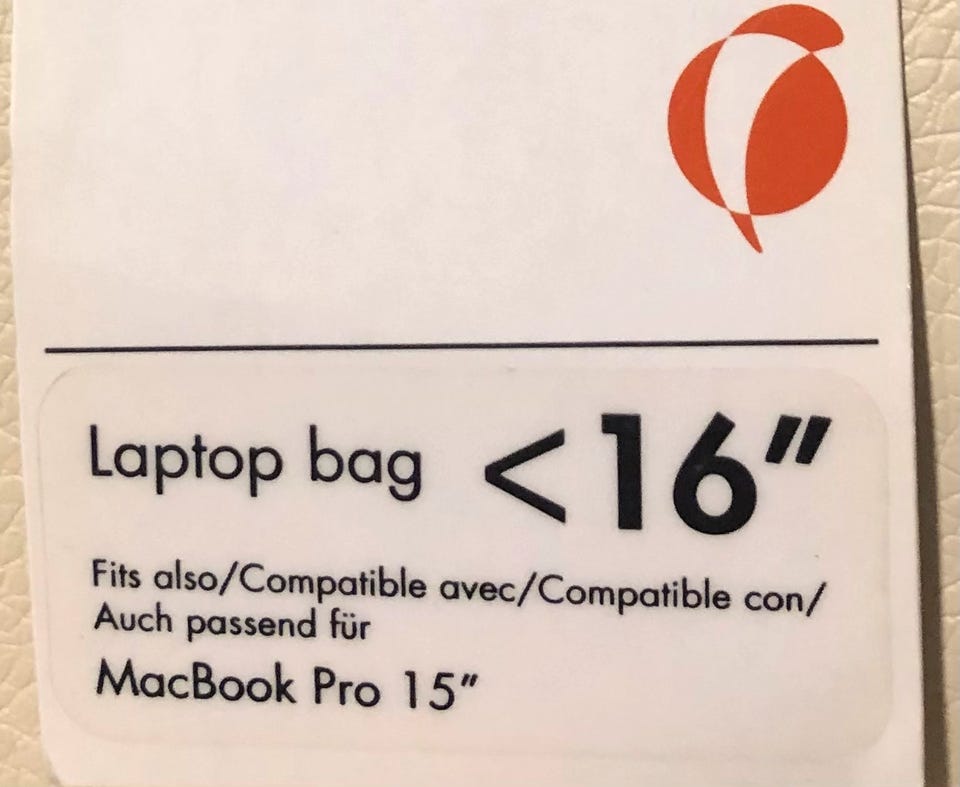 Laptop bag <16"
Fits also/Compatible avec/Compatible con/
Auch passend für
MacBook Pro 15"